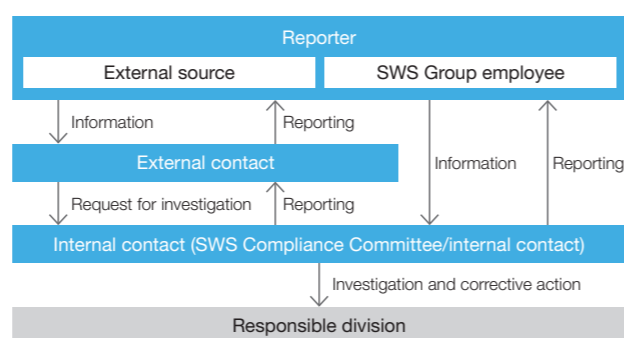 Reporter
External source
SWS Group employee
Information
Reporting
External contact
Information
Reporting
Request for investigation
Reporting
Internal contact (SWS Compliance Committee/internal contact)
Investigation and corrective action
Responsible division